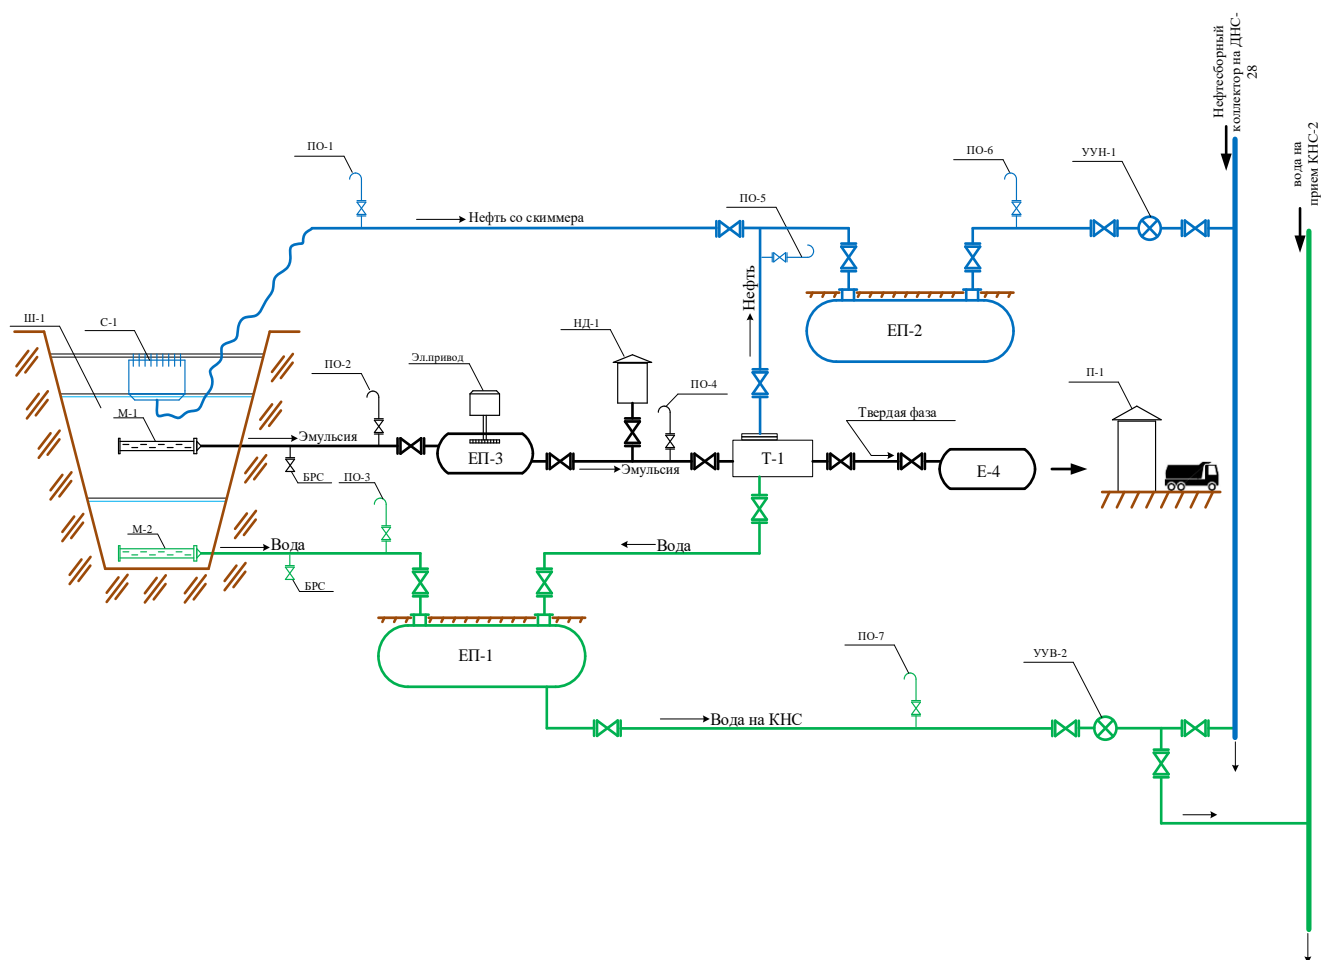 Нефтесборный
коллектор на ДНС-
28
вода на
прием КНС-2
ПО-1
ПО-6
УУН-1
ПО-5
Нефть со скиммера
Нефть
Ш-1
С-1
НД-1
ЕП-2
Эл.привод
ПО-2
ПО-4
П-1
М-1
Эмульсия
Твердая фаза
ЕП-3
Т-1
Е-4
Эмульсия
БРС
ПО-3
М-2
Вода
Вода
БРС
ЕП-1
ПО-7
УУВ-2
Вода на КНС